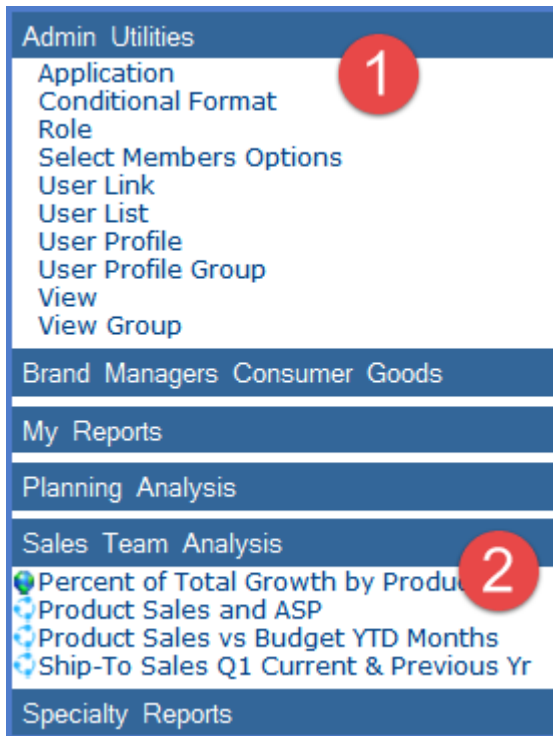 Admin Utilities
1
Application
Conditional Format
Role
Select Members Options
User Link
User List
User Profile
User Profile Group
View
View Group
Brand Managers Consumer Goods
My Reports
Planning Analysis
Sales Team Analysis
2
Percent of Total Growth by
Product Sales and ASP
Product Sales vs Budget YTD Months
Ship-To Sales Q1 Current & Previous Yr
Specialty Reports